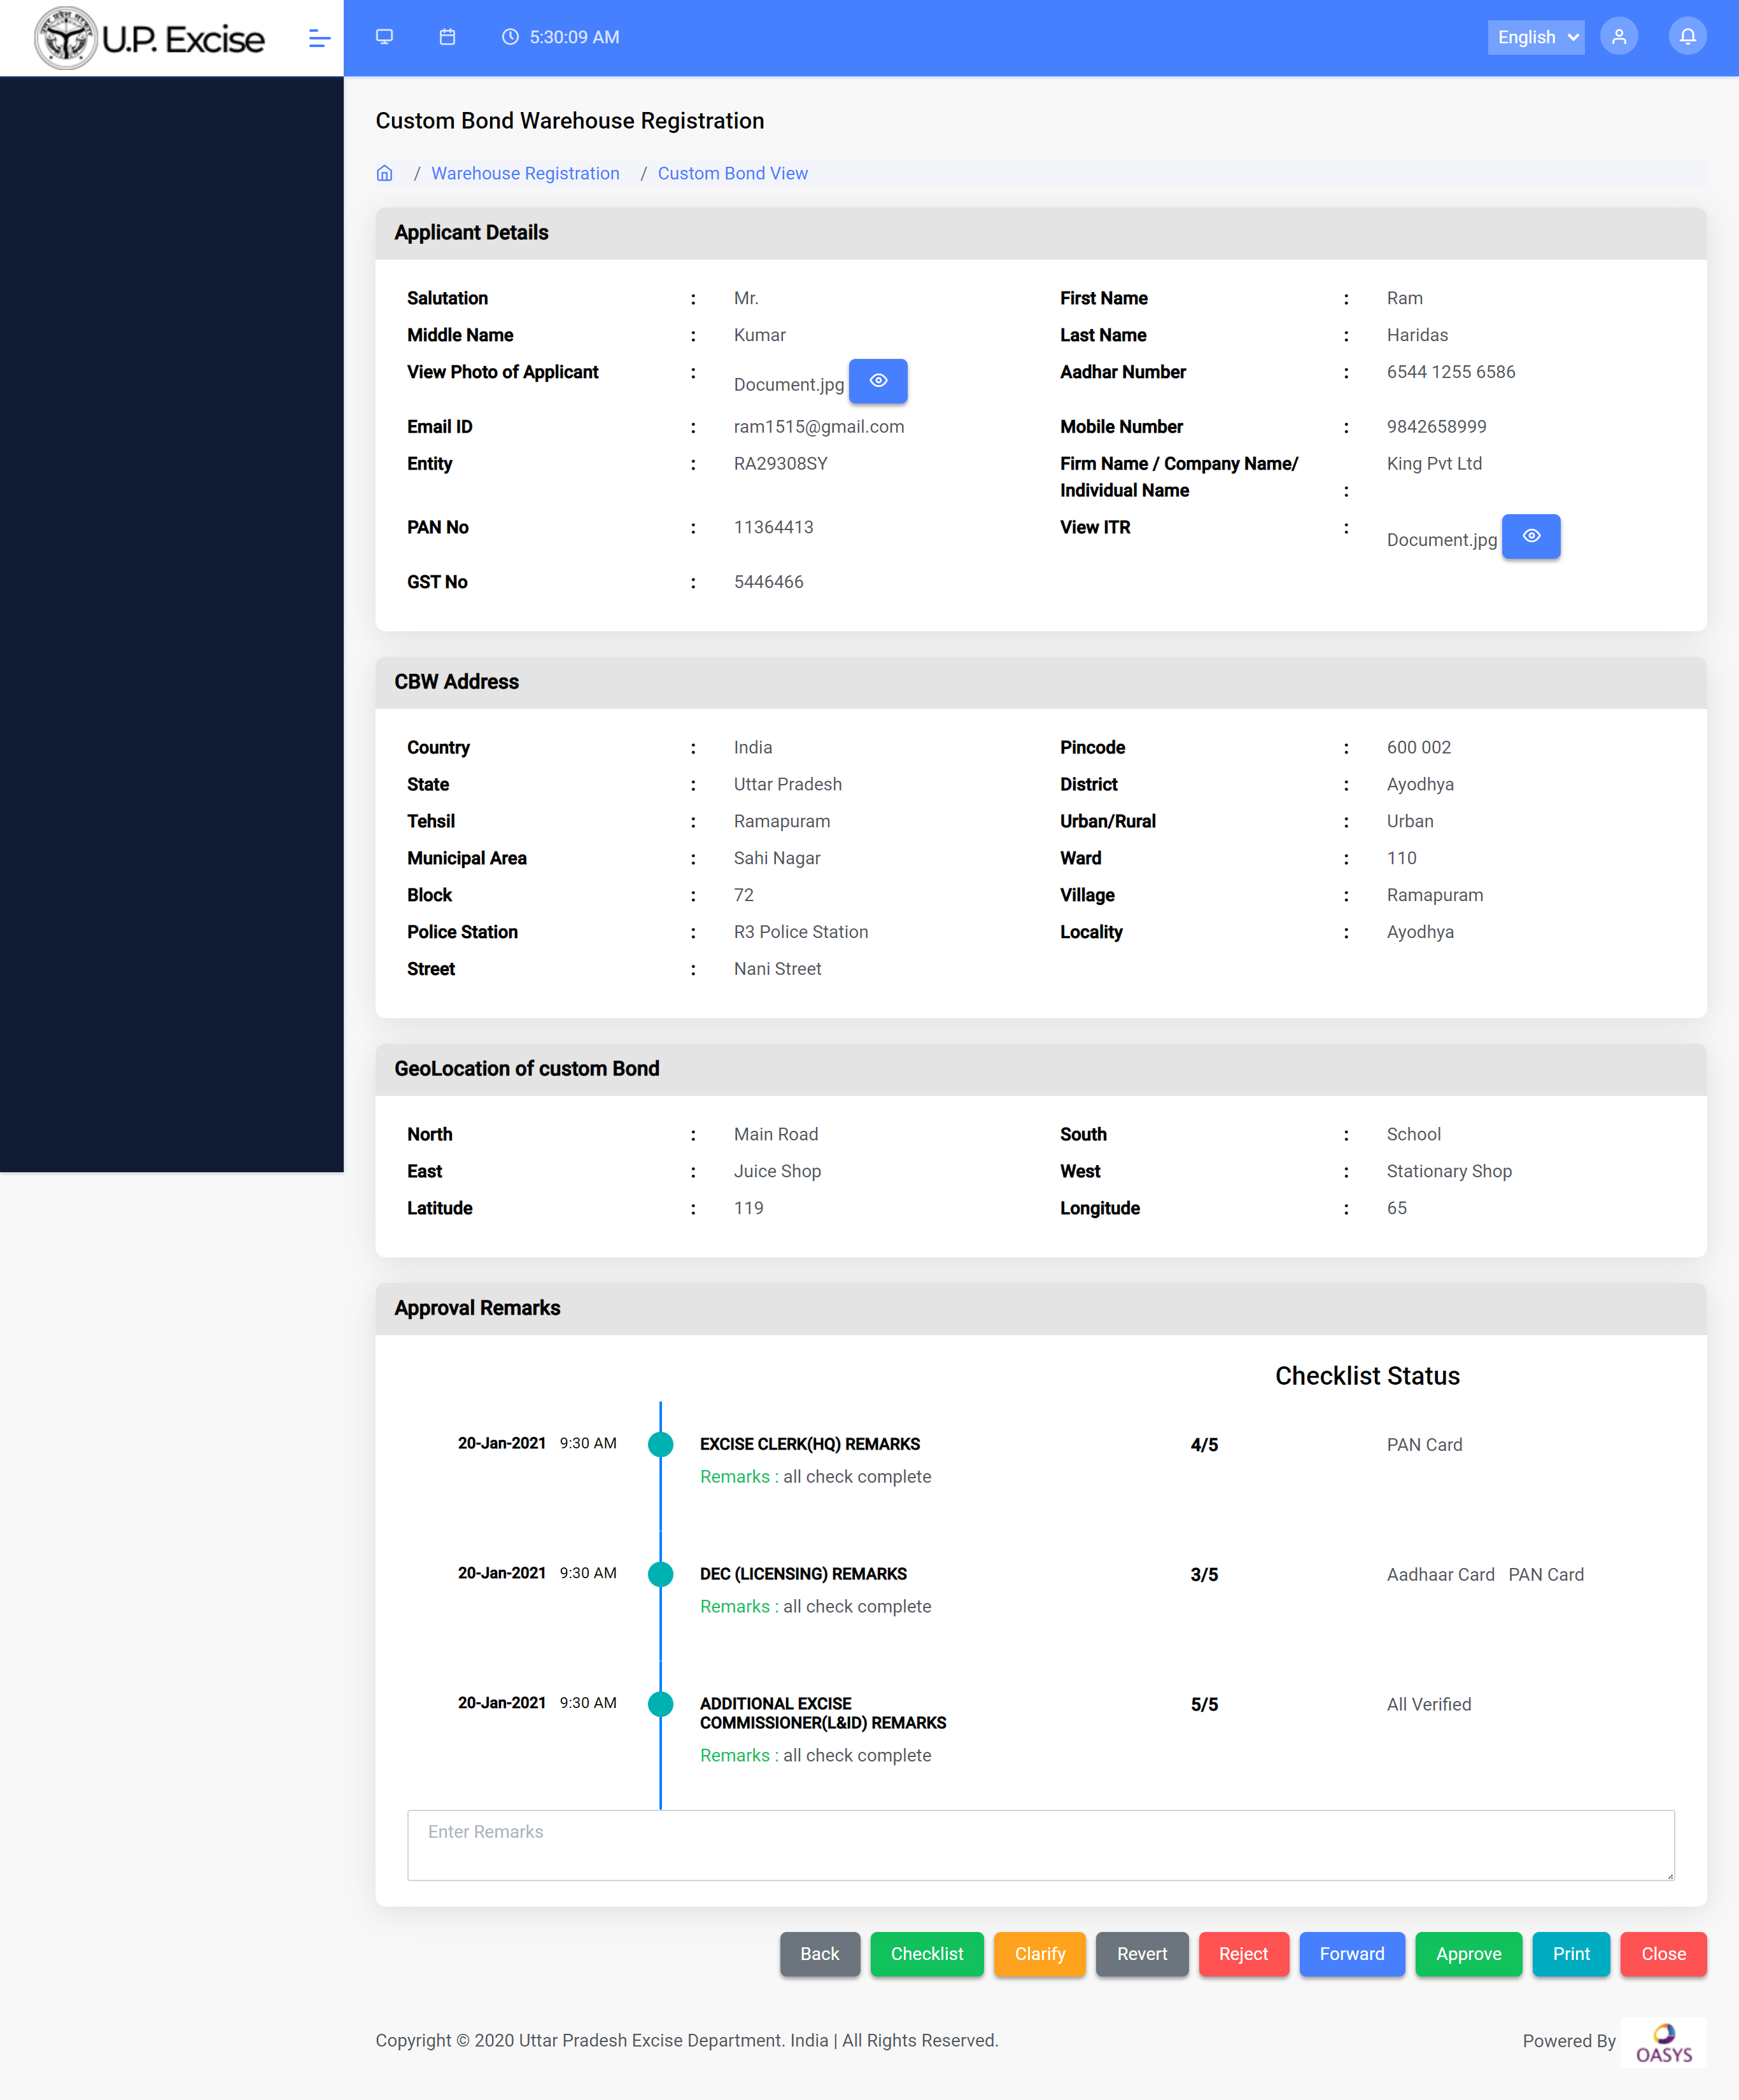 U.P. Excise
5:30:09 AM
English
Custom Bond Warehouse Registration
/ Warehouse Registration / Custom Bond View
Applicant Details
Salutation : Mr. First Name : Ram
Middle Name : Kumar Last Name : Haridas
View Photo of Applicant : Document.jpg Aadhar Number : 6544 1255 6586
Email ID : ram1515@gmail.com Mobile Number : 9842658999
Entity : RA29308SY Firm Name / Company Name/ King Pvt Ltd
Individual Name :
PAN No : 11364413 View ITR : Document.jpg
GST No : 5446466
CBW Address
Country : India Pincode : 600 002
State : Uttar Pradesh District : Ayodhya
Tehsil : Ramapuram Urban/Rural : Urban
Municipal Area : Sahi Nagar Ward : 110
Block : 72 Village : Ramapuram
Police Station : R3 Police Station Locality : Ayodhya
Street : Nani Street
GeoLocation of custom Bond
North : Main Road South : School
East : Juice Shop West : Stationary Shop
Latitude : 119 Longitude : 65
Approval Remarks
Checklist Status
20-Jan-2021 9:30 AM EXCISE CLERK(HQ) REMARKS 4/5 PAN Card
Remarks : all check complete
20-Jan-2021 9:30 AM DEC (LICENSING) REMARKS 3/5 Aadhaar Card PAN Card
Remarks : all check complete
20-Jan-2021 9:30 AM ADDITIONAL EXCISE 5/5 All Verified
COMMISSIONER(L&ID) REMARKS
Remarks : all check complete
Enter Remarks
Back Checklist Clarify Revert Reject Forward Approve Print Close
Copyright © 2020 Uttar Pradesh Excise Department. India | All Rights Reserved. Powered By OASYS